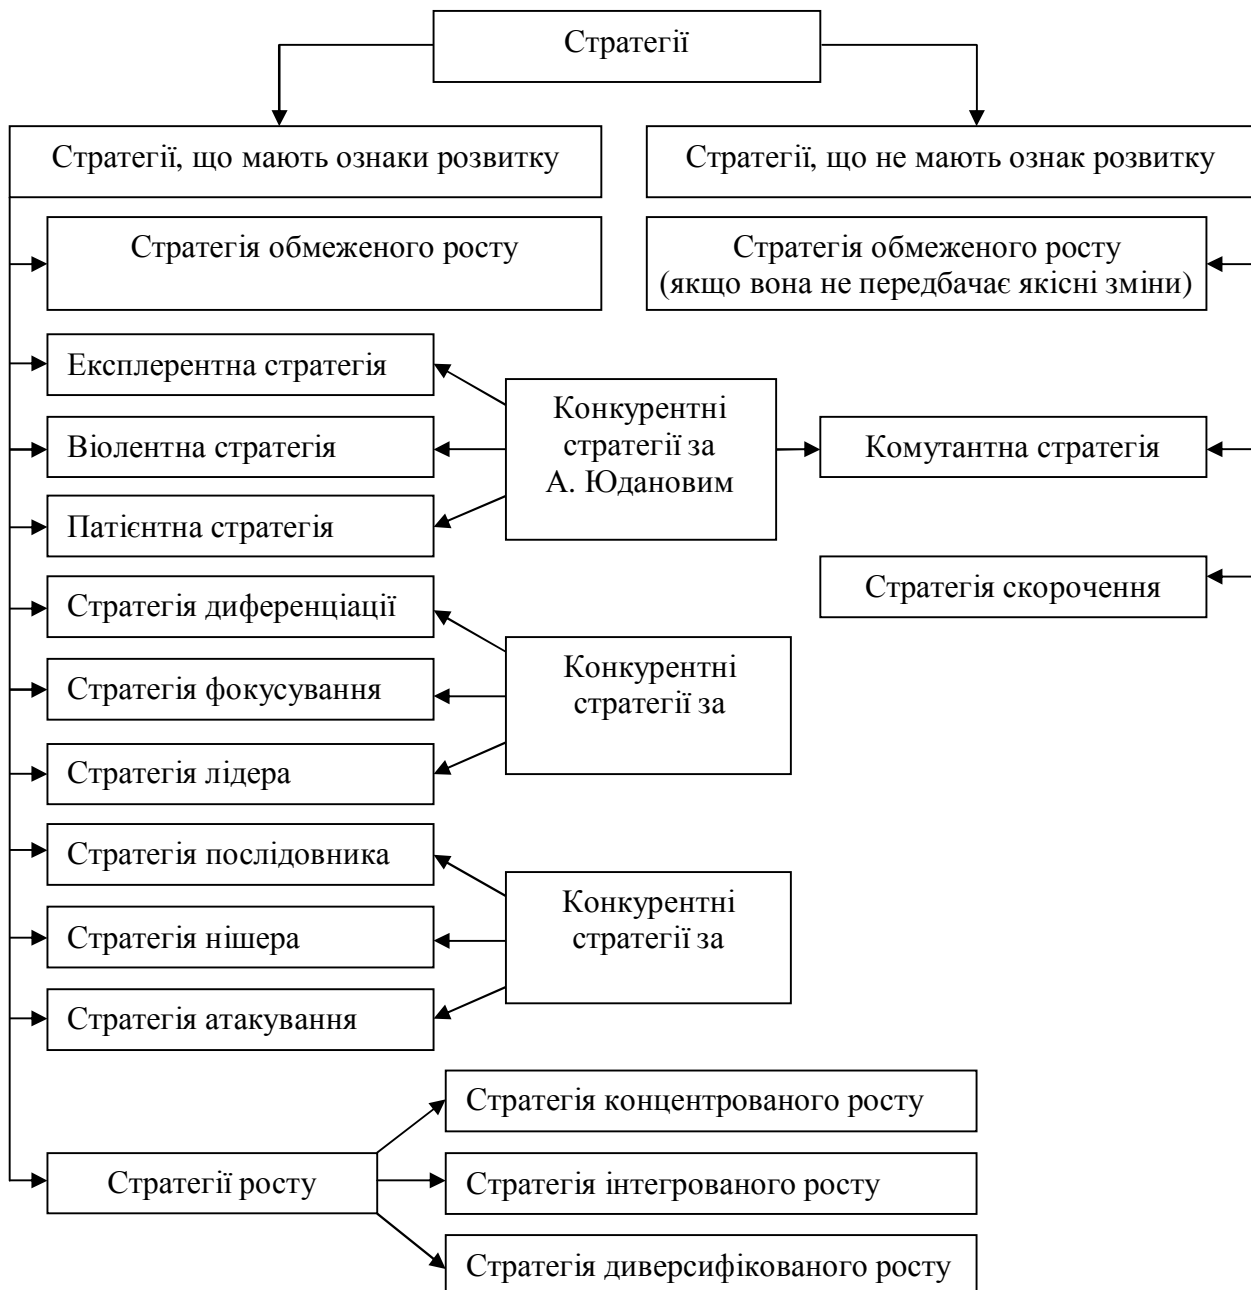 Стратегії
Стратегії, що мають ознаки розвитку
Стратегії, що не мають ознак розвитку
Стратегія обмеженого росту
Стратегія обмеженого росту
(якщо вона не передбачає якісні зміни)
Експлерентна стратегія
Віолентна стратегія
Патієнтна стратегія
Конкурентні
стратегії за
А. Юдановим
Комутантна стратегія
Стратегія скорочення
Стратегія диференціації
Стратегія фокусування
Стратегія лідера
Конкурентні
стратегії за
Стратегія послідовника
Стратегія нішера
Стратегія атакування
Конкурентні
стратегії за
Стратегії росту
Стратегія концентрованого росту
Стратегія інтегрованого росту
Стратегія диверсифікованого росту